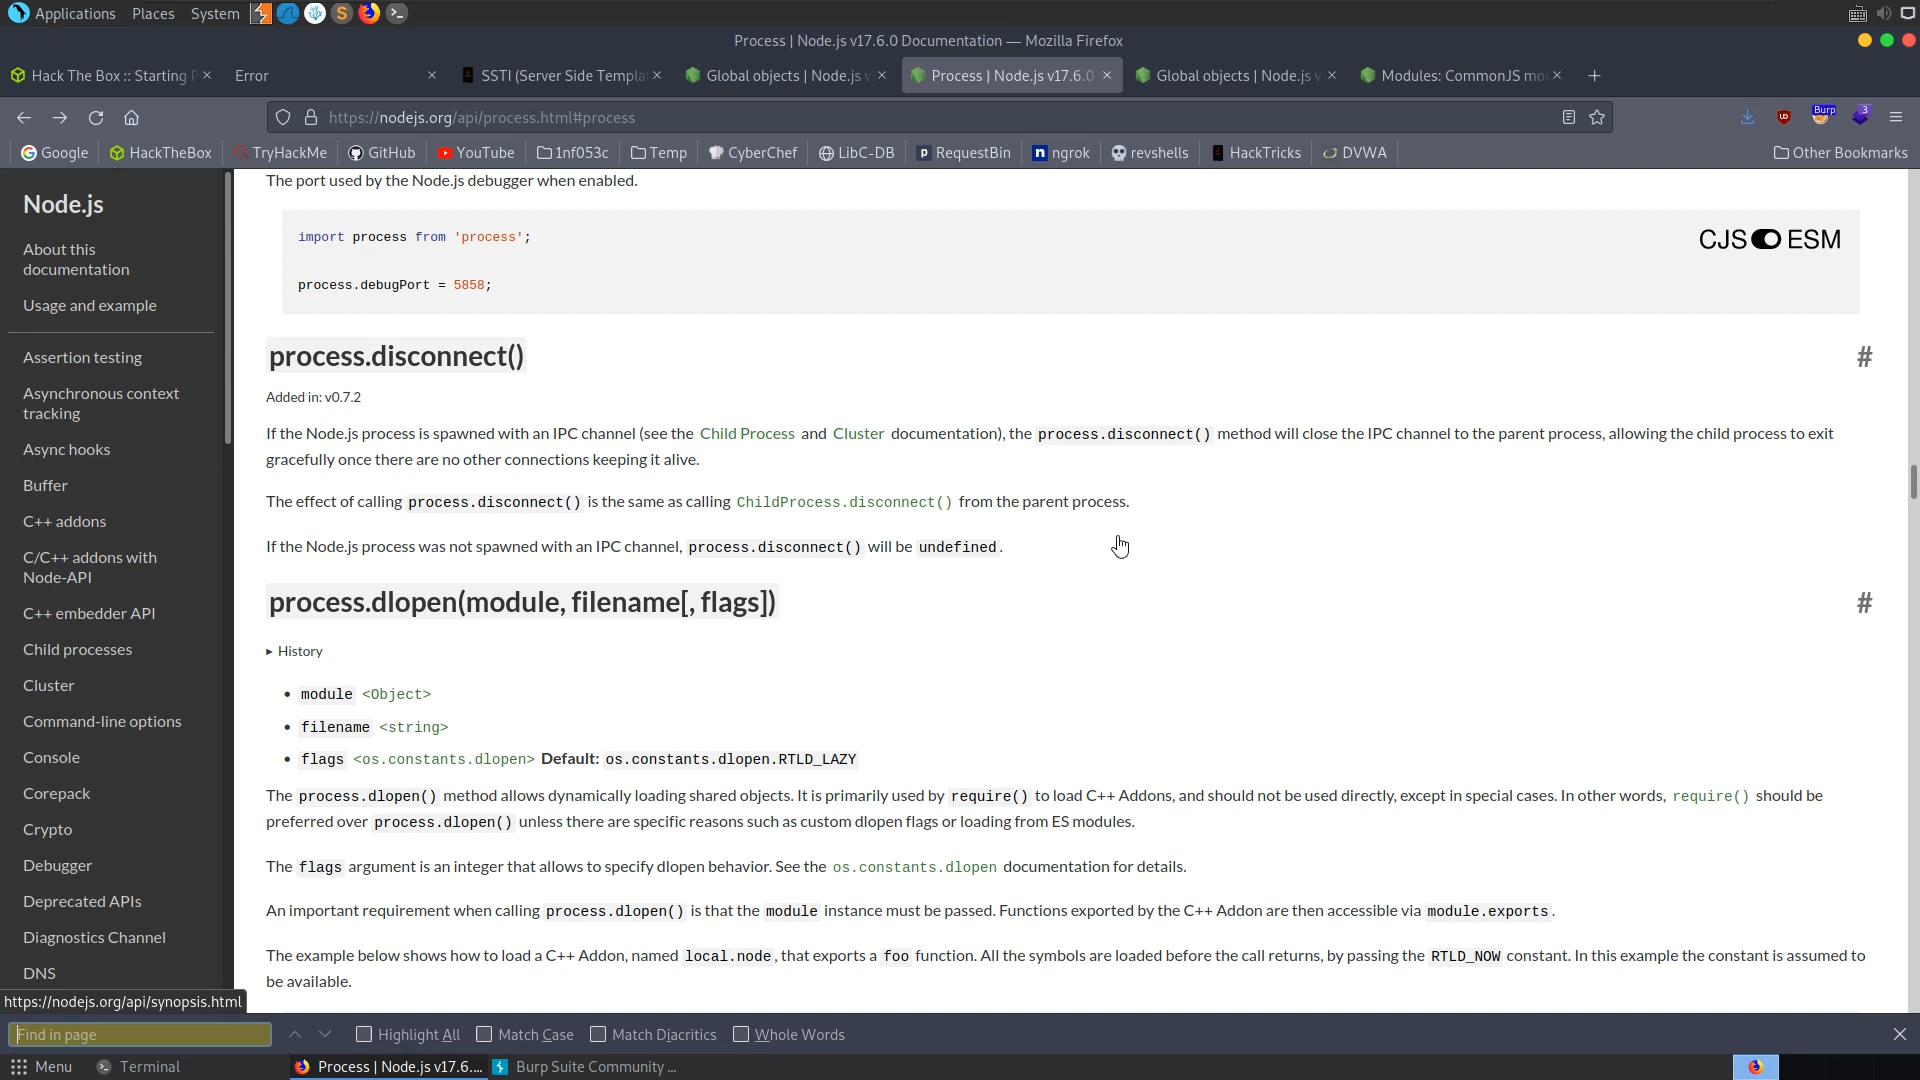 Applications Places System
Process | Node.js v17.6.0 Documentation — Mozilla Firefox
Hack The Box :: Starting P
Error
SSTI (Server Side Templa
Global objects | Node.js v
Process | Node.js v17.6.0
Global objects | Node.js v
Modules: CommonJS mo
https://nodejs.org/api/process.html#process
Burp
3
Google HackTheBox TryHackMe GitHub YouTube 1nf053c Temp CyberChef LibC-DB RequestBin ngrok revshells HackTricks DVWA Other Bookmarks
Node.js
About this
documentation
Usage and example
Assertion testing
Asynchronous context
tracking
Async hooks
Buffer
C++ addons
C/C++ addons with
Node-API
C++ embedder API
Child processes
Cluster
Command-line options
Console
Corepack
Crypto
Debugger
Deprecated APIs
Diagnostics Channel
DNS
https://nodejs.org/api/synopsis.html
The port used by the Node.js debugger when enabled.
import process from 'process';
CJS ESM
process.debugPort = 5858;
process.disconnect() #
Added in: v0.7.2
If the Node.js process is spawned with an IPC channel (see the Child Process and Cluster documentation), the process.disconnect() method will close the IPC channel to the parent process, allowing the child process to exit
gracefully once there are no other connections keeping it alive.
The effect of calling process.disconnect() is the same as calling ChildProcess.disconnect() from the parent process.
If the Node.js process was not spawned with an IPC channel, process.disconnect() will be undefined.
process.dlopen(module, filename[, flags]) #
▸ History
• module <Object>
• filename <string>
• flags <os.constants.dlopen> Default: os.constants.dlopen.RTLD_LAZY
The process.dlopen() method allows dynamically loading shared objects. It is primarily used by require() to load C++ Addons, and should not be used directly, except in special cases. In other words, require() should be
preferred over process.dlopen() unless there are specific reasons such as custom dlopen flags or loading from ES modules.
The flags argument is an integer that allows to specify dlopen behavior. See the os.constants.dlopen documentation for details.
An important requirement when calling process.dlopen() is that the module instance must be passed. Functions exported by the C++ Addon are then accessible via module.exports.
The example below shows how to load a C++ Addon, named local.node, that exports a foo function. All the symbols are loaded before the call returns, by passing the RTLD_NOW constant. In this example the constant is assumed to
be available.
Find in page
Highlight All Match Case Match Diacritics Whole Words
Menu Terminal Process | Node.js v17.6.... Burp Suite Community ...